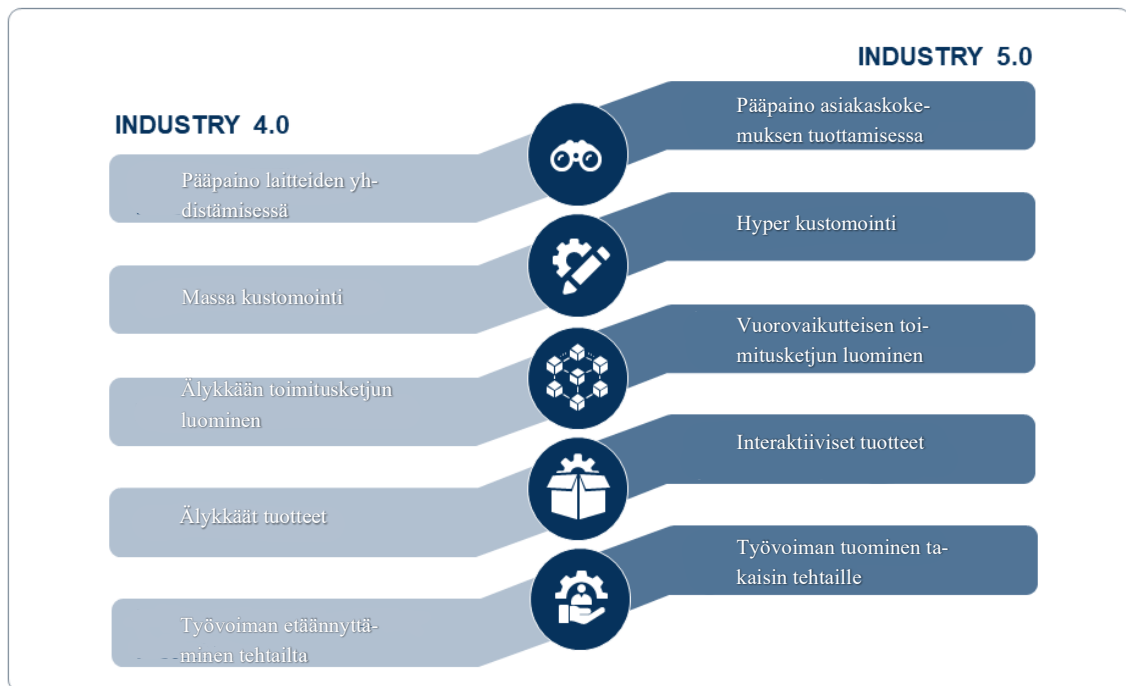 INDUSTRY 4.0
Pääpaino laitteiden yh-
distämisessä
Massa kustomointi
Älykkään toimitusketjun
luominen
Älykkäät tuotteet
Työvoiman etäännyttä-
minen tehtailta
INDUSTRY 5.0
Pääpaino asiakaskoke-
muksen tuottamisessa
Hyper kustomointi
Vuorovaikutteisen toi-
mitusketjun luominen
Interaktiiviset tuotteet
Työvoiman tuominen ta-
kaisin tehtaille